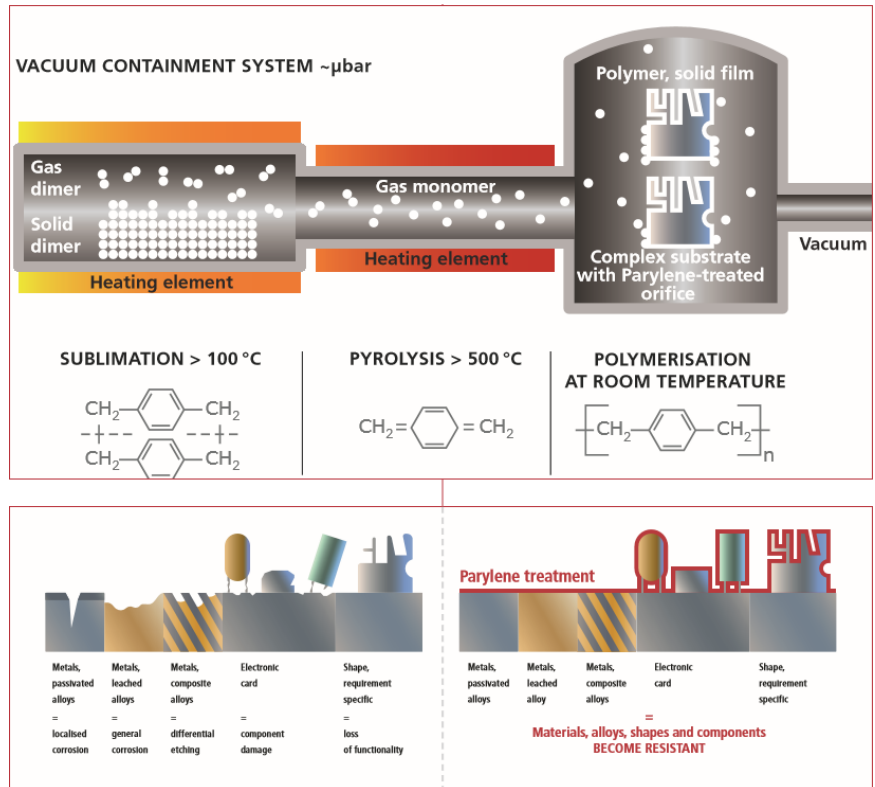 VACUUM CONTAINMENT SYSTEM ~µbar
Gas
dimer
Solid
dimer
Heating element
Gas monomer
Heating element
Polymer, solid film
Complex substrate
with Parylene-treated
orifice
Vacuum
SUBLIMATION > 100 °C
CH2 CH2
CH2 CH2
PYROLYSIS > 500 °C
CH2= =CH2
POLYMERISATION
AT ROOM TEMPERATURE
CH2 CH2
n
Metals,
passivated
alloys
=
localised
corrosion
Metals,
leached
alloys
=
general
corrosion
Metals,
composite
alloys
=
differential
etching
Electronic
card
=
component
damage
Shape,
requirement
specific
=
loss
of functionality
Parylene treatment
Metals,
passivated
alloys
Metals,
leached
alloy
Metals,
composite
alloys
Electronic
card
Shape,
requirement
specific
=
Materials, alloys, shapes and components
BECOME RESISTANT